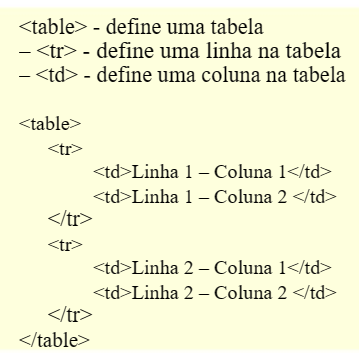 <table> - define uma tabela
– <tr> - define uma linha na tabela
– <td> - define uma coluna na tabela
<table>
<tr>
<td>Linha 1 – Coluna 1</td>
<td>Linha 1 – Coluna 2 </td>
</tr>
<tr>
<td>Linha 2 – Coluna 1</td>
<td>Linha 2 – Coluna 2 </td>
</tr>
</table>